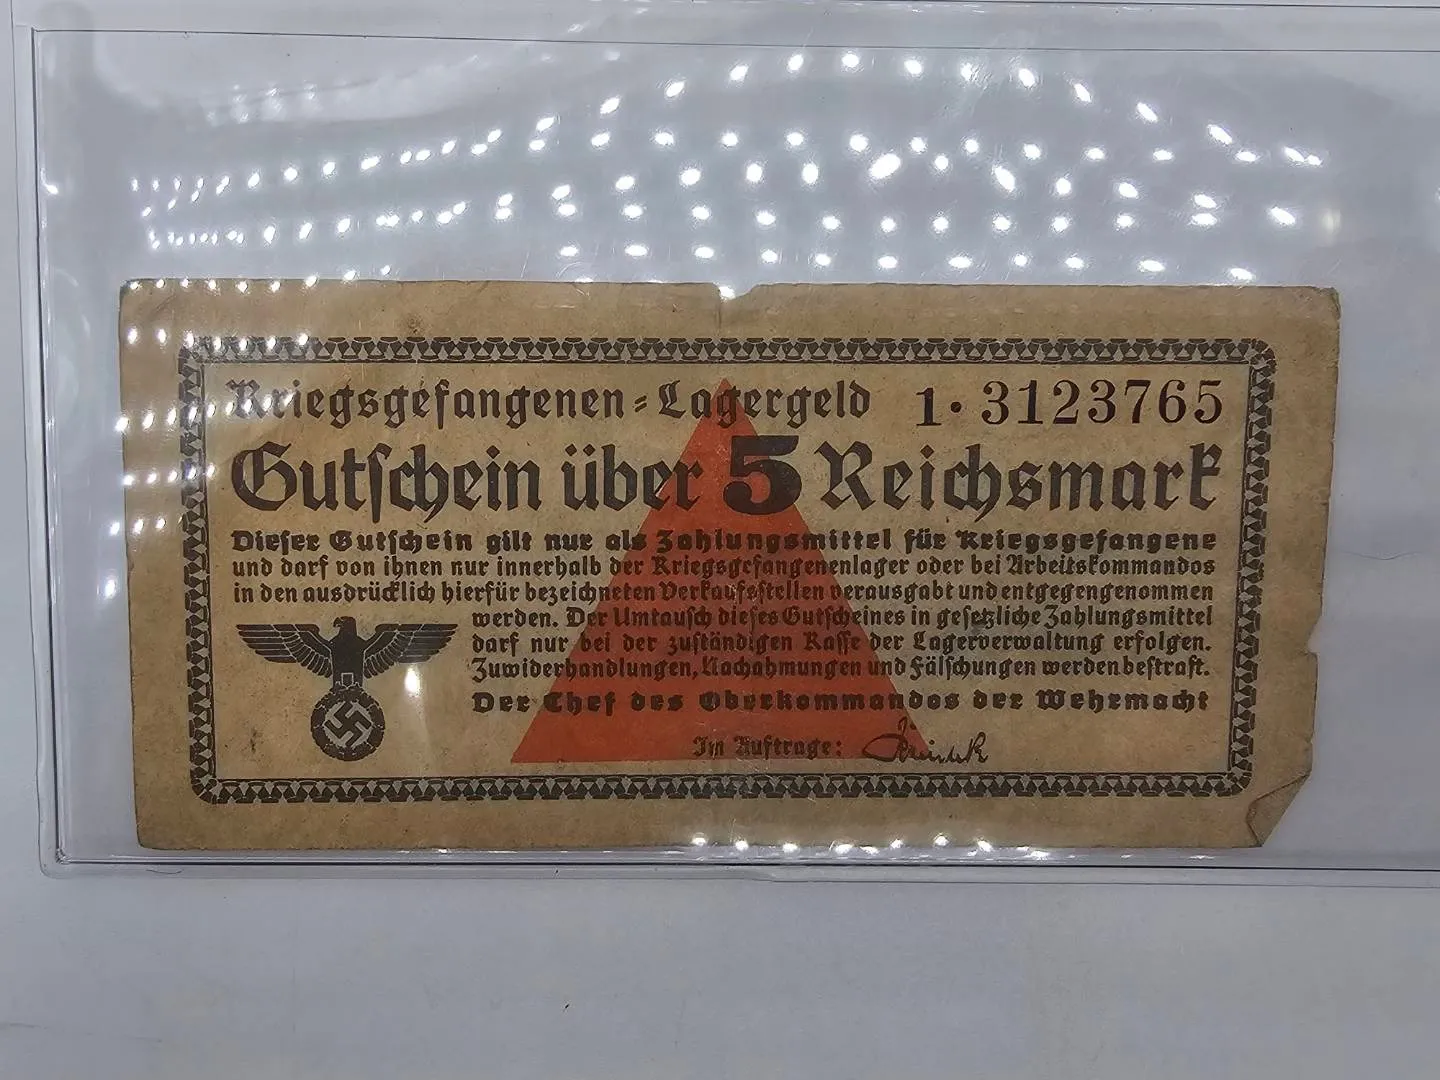 Kriegsgefangenen-Lagergeld 1·3123765
Gutschein über 5 Reichsmark
Dieser Gutschein gilt nur als Zahlungsmittel für Kriegsgefangene
und darf von ihnen nur innerhalb der Kriegsgefangenenlager oder bei Arbeitskommandos
in den ausdrücklich hierfür bezeichneten Verkaufsstellen verausgabt und entgegengenommen
werden. Der Umtausch dieses Gutscheines in gesetzliche Zahlungsmittel
darf nur bei der zuständigen Kasse der Lagerverwaltung erfolgen.
Zuwiderhandlungen, Nachahmungen und Fälschungen werden bestraft.
Der Chef des Oberkommandos der Wehrmacht
Im Auftrage: